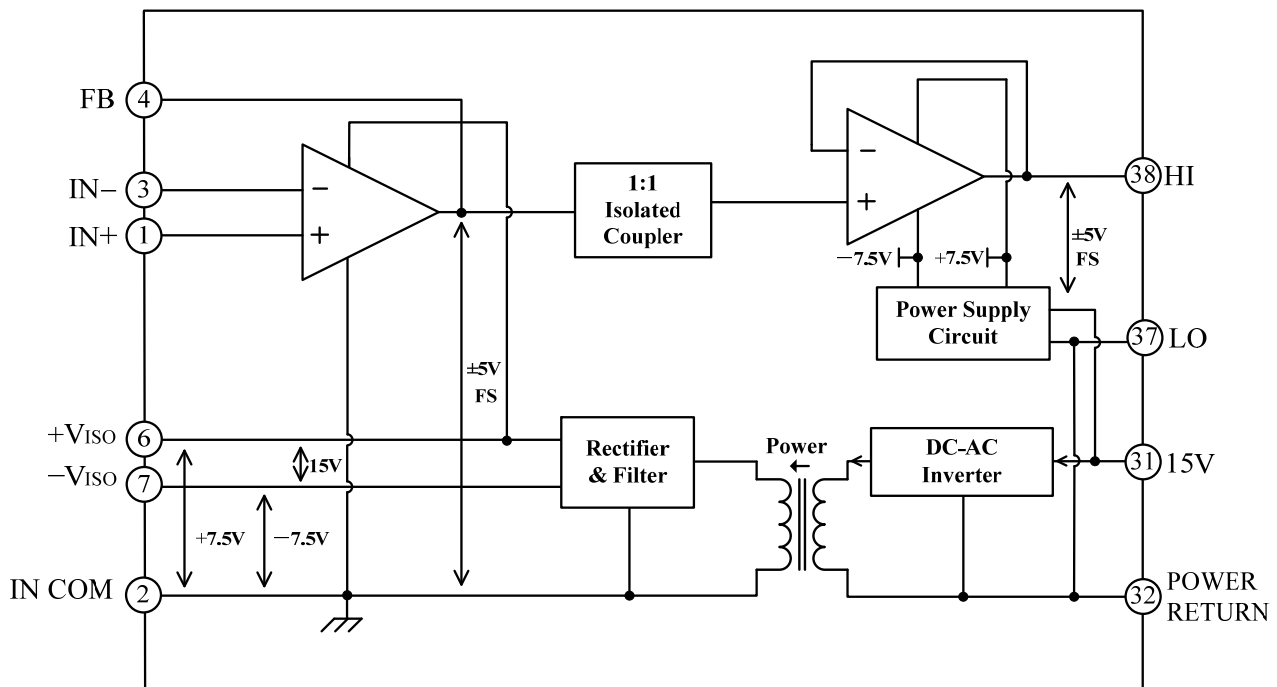 FB
4
IN−
3
IN+
1
−
+
1:1
Isolated
Coupler
−
+
38
HI
−7.5V
+7.5V
±5V
FS
Power Supply
Circuit
37
LO
±5V
FS
+VISO
6
−VISO
7
15V
+7.5V
−7.5V
Rectifier
& Filter
Power
DC-AC
Inverter
31
15V
IN COM
2
32
POWER
RETURN